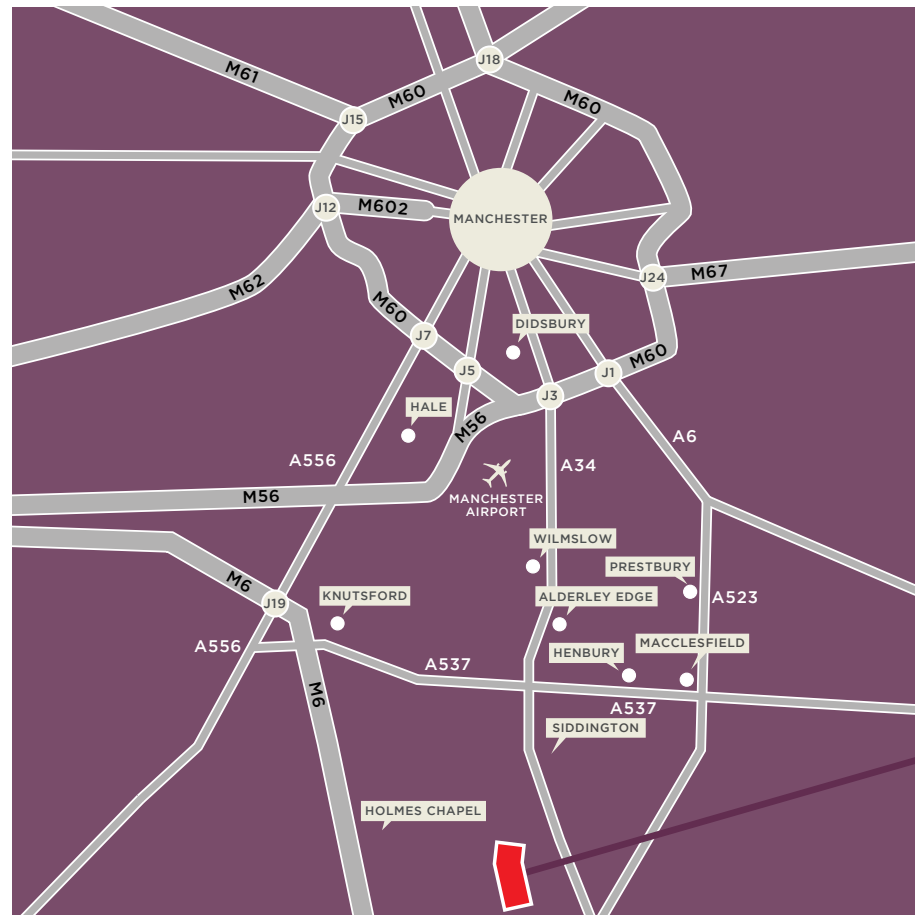 J18
M61
M60
M60
J15
M602
J12
MANCHESTER
M67
J24
M62
M60
DIDSBURY
J7
M60
J5
J1
J3
HALE
M56
A6
A556
A34
M56
MANCHESTER
AIRPORT
WILMSLOW
PRESTBURY
M6
KNUTSFORD
ALDERLEY EDGE
A523
J19
A556
HENBURY
MACCLESFIELD
A537
M6
A537
SIDDINGTON
HOLMES CHAPEL